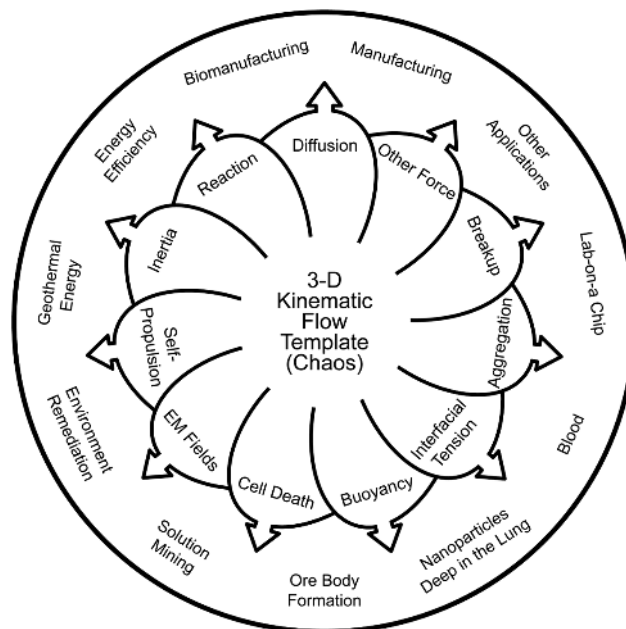 Biomanufacturing
Manufacturing
Other
Applications
Lab-on-a Chip
Blood
Nanoparticles
Deep in the Lung
Ore Body
Formation
Solution
Mining
Environment
Remediation
Geothermal
Energy
Energy
Efficiency
Diffusion
Other Force
Breakup
Aggregation
Interfacial
Tension
Buoyancy
Cell Death
EM Fields
Self-
Propulsion
Inertia
Reaction
3-D
Kinematic
Flow
Template
(Chaos)